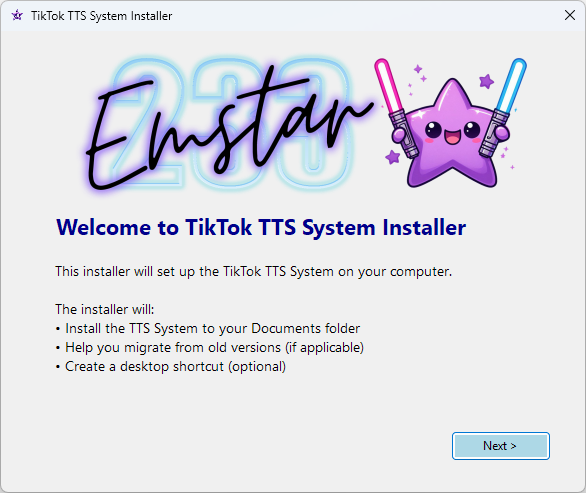 TikTok TTS System Installer
Emstar
233
Welcome to TikTok TTS System Installer
This installer will set up the TikTok TTS System on your computer.
The installer will:
• Install the TTS System to your Documents folder
• Help you migrate from old versions (if applicable)
• Create a desktop shortcut (optional)
Next >